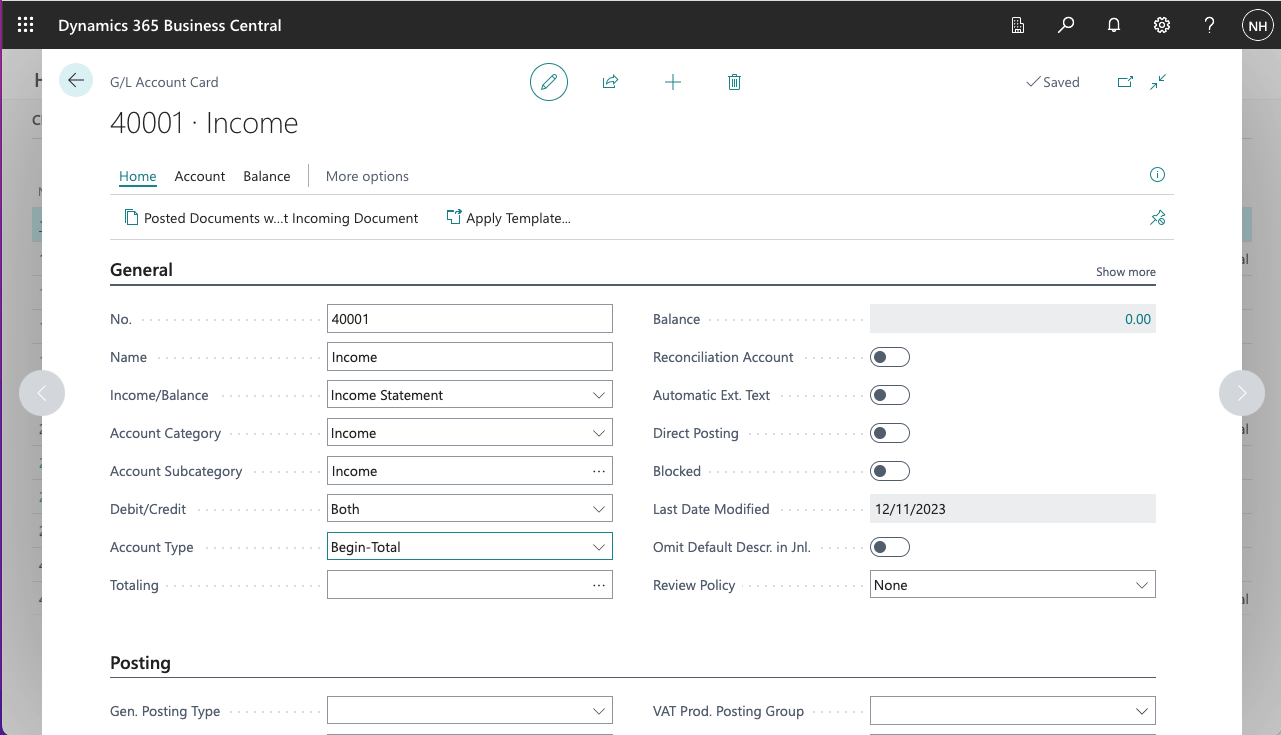 Dynamics 365 Business Central
NH
G/L Account Card
Saved
40001 · Income
Home Account Balance More options
Posted Documents w...t Incoming Document Apply Template...
General Show more
No. 40001 Balance 0.00
Name Income Reconciliation Account
Income/Balance Income Statement Automatic Ext. Text
Account Category Income Direct Posting
Account Subcategory Income Blocked
Debit/Credit Both Last Date Modified 12/11/2023
Account Type Begin-Total Omit Default Descr. in Jnl.
Totaling Review Policy None
Posting
Gen. Posting Type VAT Prod. Posting Group